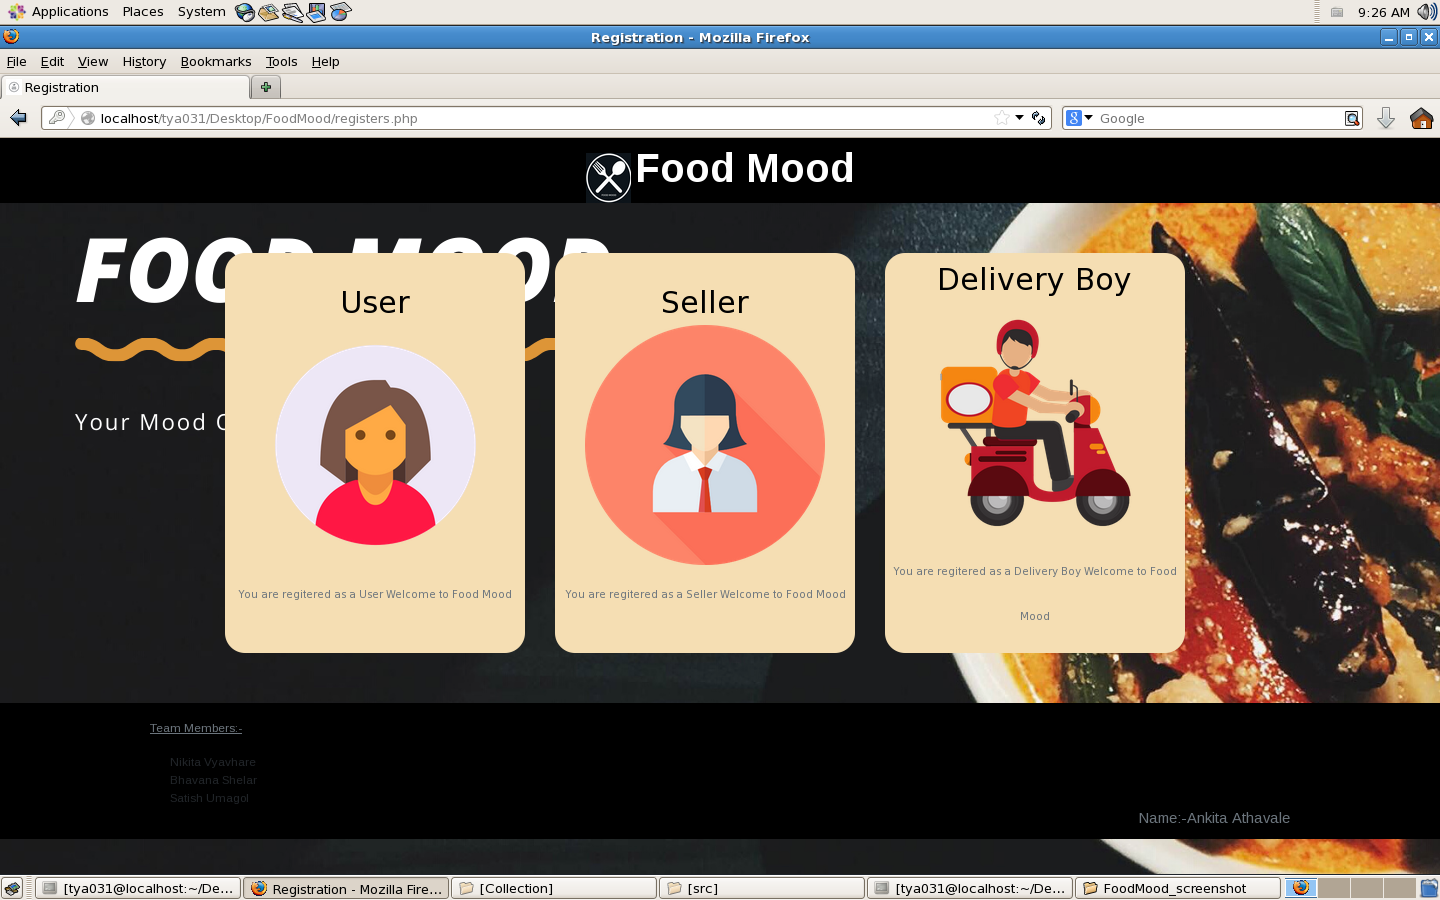 Applications Places System 9:26 AM
Registration - Mozilla Firefox
File Edit View History Bookmarks Tools Help
Registration
localhost/tya031/Desktop/FoodMood/registers.php
8 Google
Food Mood
FOOD MOOD
User
Seller
Delivery Boy
Your Mood
You are regitered as a User Welcome to Food Mood
You are regitered as a Seller Welcome to Food Mood
You are regitered as a Delivery Boy Welcome to Food
Mood
Team Members:-
Nikita Vyavhare
Bhavana Shelar
Satish Umagol
Name:-Ankita Athavale
[tya031@localhost:~/De... Registration - Mozilla Fire... [Collection] [src] [tya031@localhost:~/De... FoodMood_screenshot